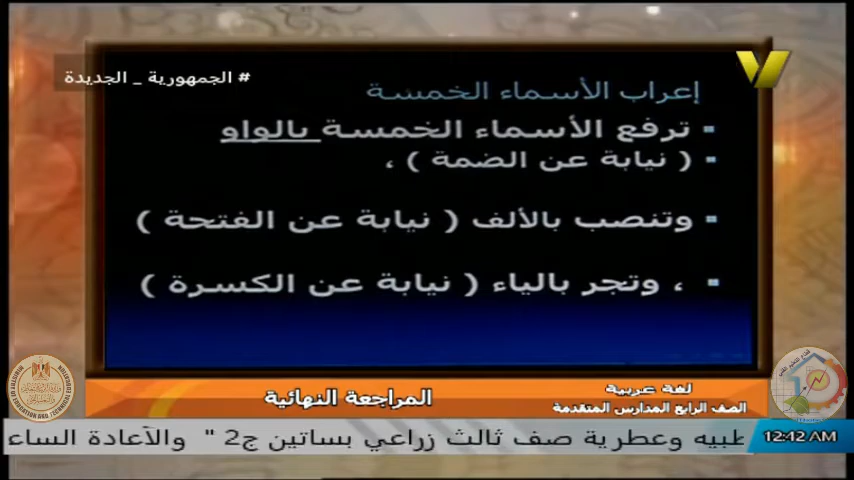 # الجمهورية _ الجديدة
إعراب الأسماء الخمسة
ترفع الأسماء الخمسة بالواو
( نيابة عن الضمة ) ،
وتنصب بالألف ( نيابة عن الفتحة )
، وتجر بالياء ( نيابة عن الكسرة )
لغة عربية
الصف الرابع المدارس المتقدمة
المراجعة النهائية
طبيه وعطرية صف ثالث زراعي بساتين ج2 " والآعادة الساء
12:42 AM